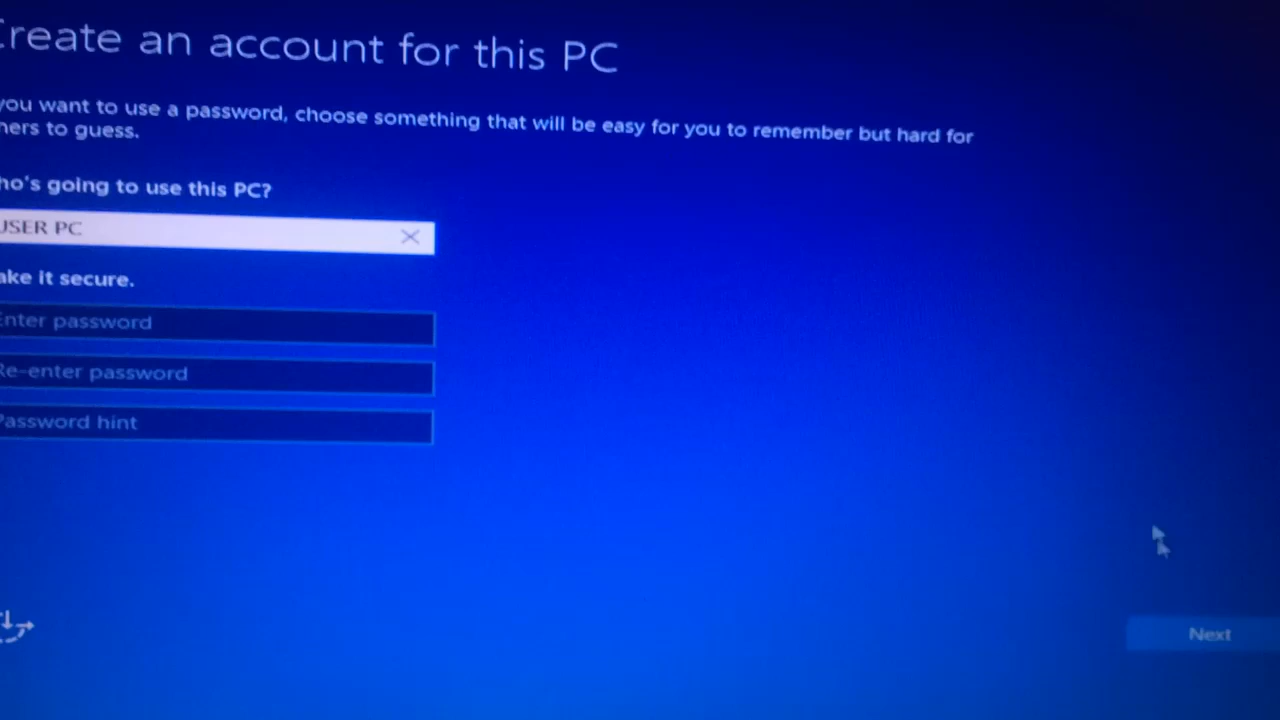 Create an account for this PC
you want to use a password, choose something that will be easy for you to remember but hard for
hers to guess.
ho's going to use this PC?
USER PC
ake it secure.
Enter password
Re-enter password
Password hint
Next